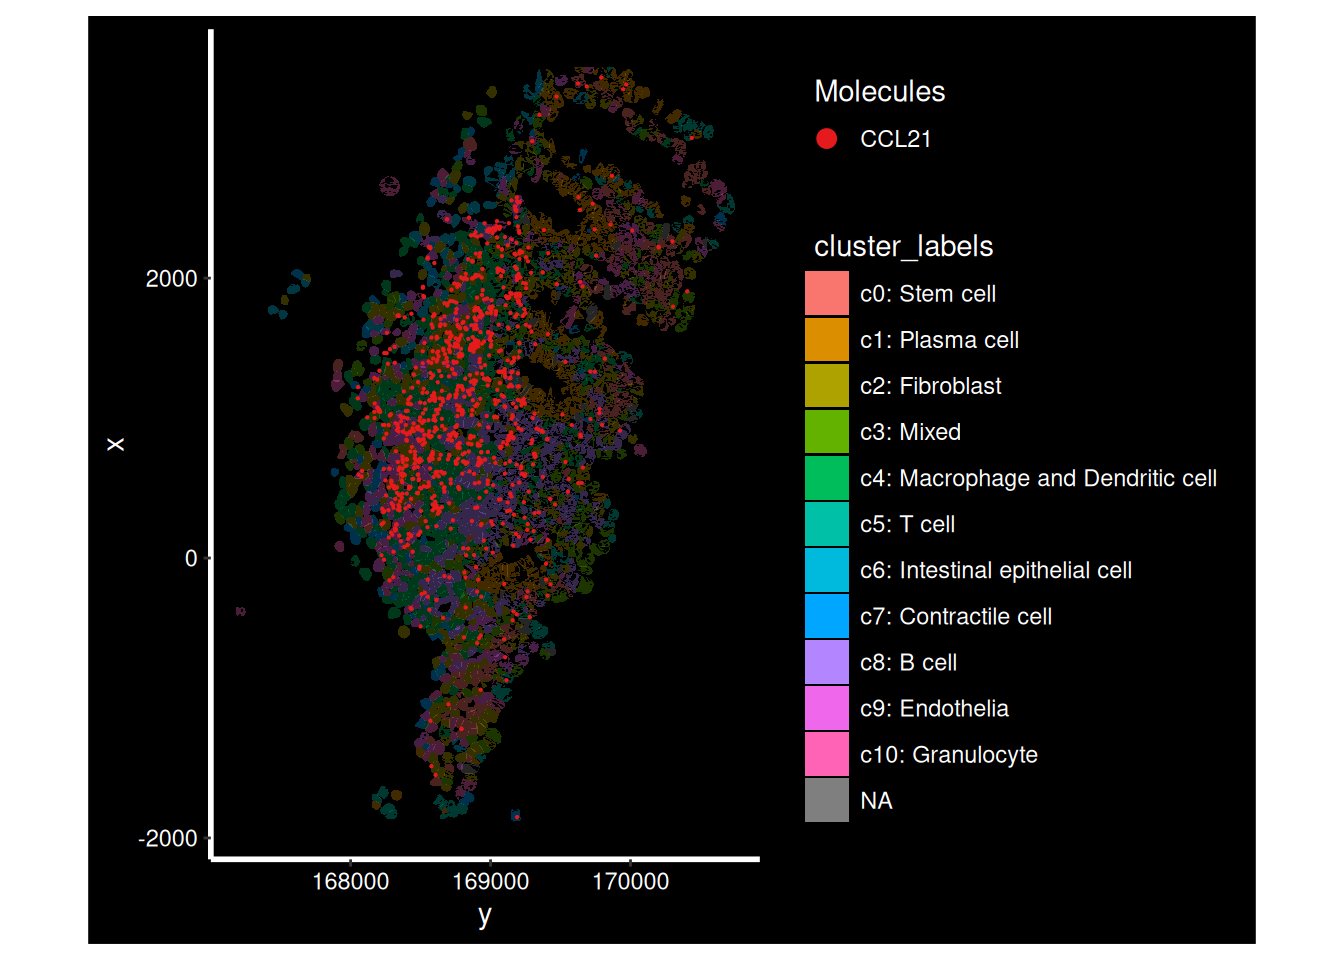 Molecules
CCL21
cluster_labels
c0: Stem cell
c1: Plasma cell
c2: Fibroblast
c3: Mixed
c4: Macrophage and Dendritic cell
c5: T cell
c6: Intestinal epithelial cell
c7: Contractile cell
c8: B cell
c9: Endothelia
c10: Granulocyte
NA
x
2000
0
-2000
168000 169000 170000
y